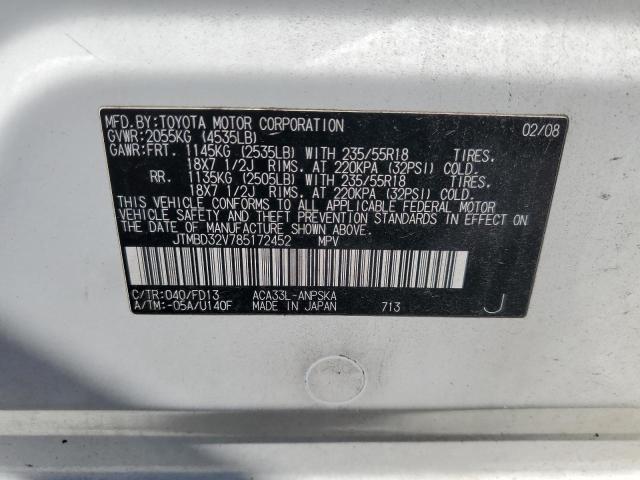 MFD.BY:TOYOTA MOTOR CORPORATION 02/08
GVWR:2055KG (4535LB)
GAWR:FRT. 1145KG (2535LB) WITH 235/55R18 TIRES.
18X7 1/2J RIMS. AT 220KPA (32PSI) COLD.
RR. 1135KG (2505LB) WITH 235/55R18 TIRES.
18X7 1/2J RIMS. AT 220KPA (32PSI) COLD.
THIS VEHICLE CONFORMS TO ALL APPLICABLE FEDERAL MOTOR
VEHICLE SAFETY AND THEFT PREVENTION STANDARDS IN EFFECT ON
THE DATE OF MANUFACTURE SHOWN ABOVE.
JTMBD32V785172452 MPV
C/TR:040/FD13 ACA33L-ANPSKA
A/TM:-05A/U140F MADE IN JAPAN 713 J